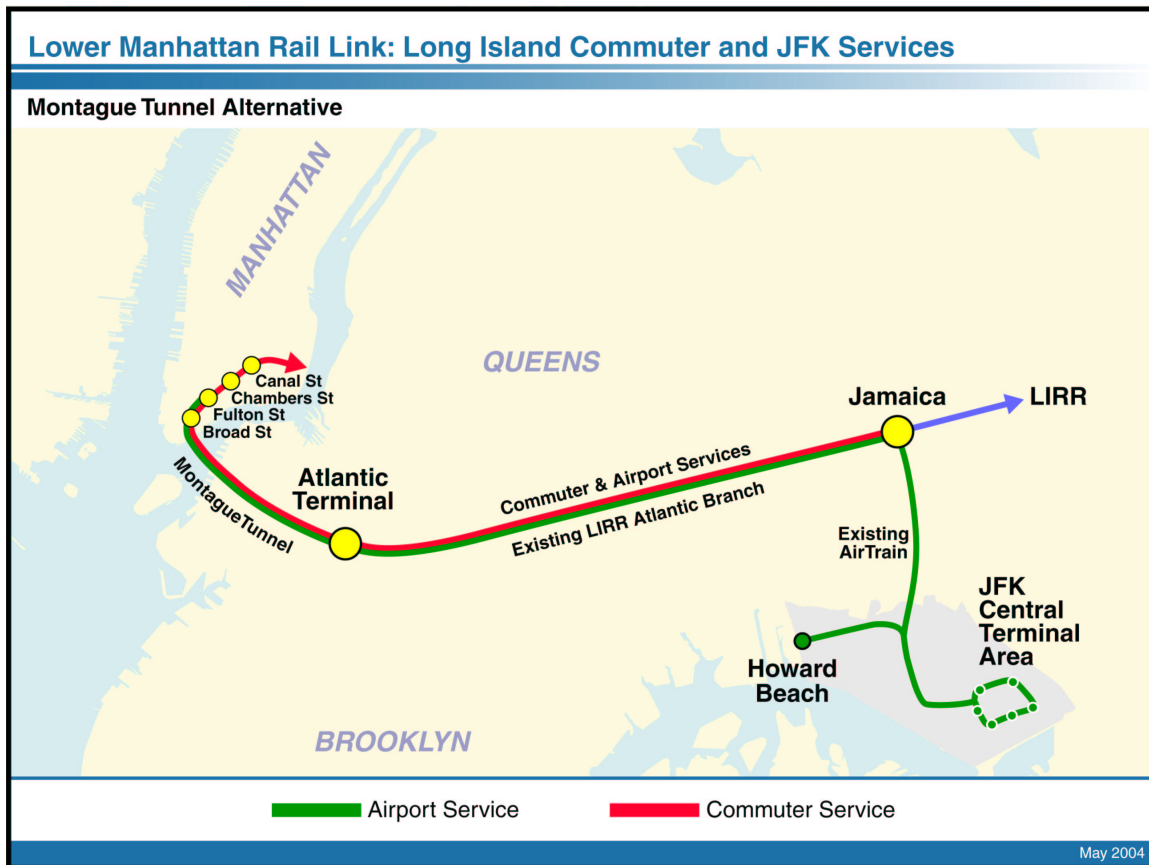 Lower Manhattan Rail Link: Long Island Commuter and JFK Services
Montague Tunnel Alternative
MANHATTAN
QUEENS
Canal St
Chambers St
Fulton St
Broad St
Jamaica
LIRR
Atlantic
Terminal
Montague Tunnel
Commuter & Airport Services
Existing LIRR Atlantic Branch
Existing
AirTrain
JFK
Central
Terminal
Area
Howard
Beach
BROOKLYN
Airport Service
Commuter Service
May 2004